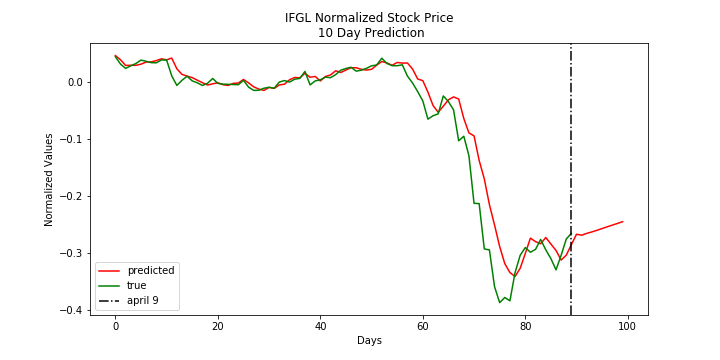 IFGL Normalized Stock Price
10 Day Prediction
Normalized Values
0.0
−0.1
−0.2
−0.3
−0.4
predicted
true
april 9
0
20
40
60
80
100
Days